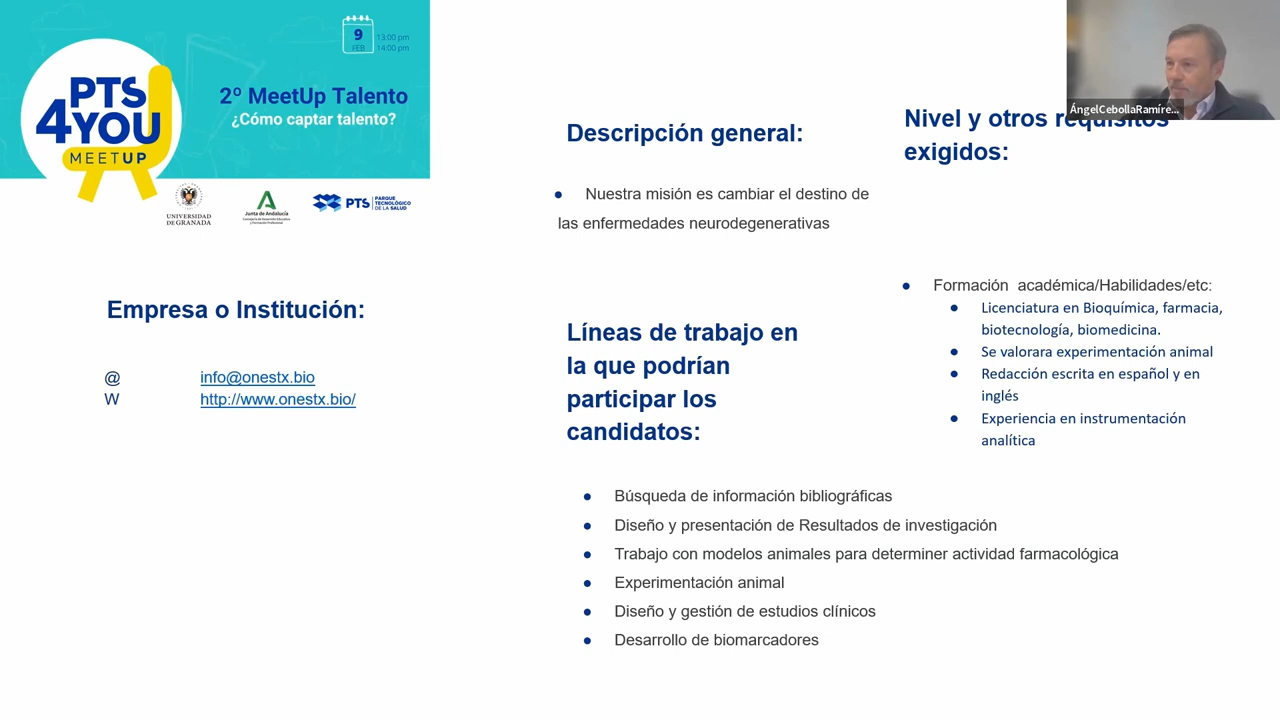 9
FEB
13.00 pm
14:00 pm
PTS
4YOU
MEETUP
2º MeetUp Talento
¿Cómo captar talento?
UNIVERSIDAD
DE GRANADA
Junta de Andalucía
PTS
PARQUE
TECNOLÓGICO
DE LA SALUD
Empresa o Institución:
@ info@onestx.bio
W http://www.onestx.bio/
Descripción general:
● Nuestra misión es cambiar el destino de
las enfermedades neurodegenerativas
Líneas de trabajo en
la que podrían
participar los
candidatos:
● Búsqueda de información bibliográficas
● Diseño y presentación de Resultados de investigación
● Trabajo con modelos animales para determiner actividad farmacológica
● Experimentación animal
● Diseño y gestión de estudios clínicos
● Desarrollo de biomarcadores
ÁngelCebollaRamíre...
Nivel y otros requisitos
exigidos:
● Formación académica/Habilidades/etc:
● Licenciatura en Bioquímica, farmacia,
biotecnología, biomedicina.
● Se valorara experimentación animal
● Redacción escrita en español y en
inglés
● Experiencia en instrumentación
analítica